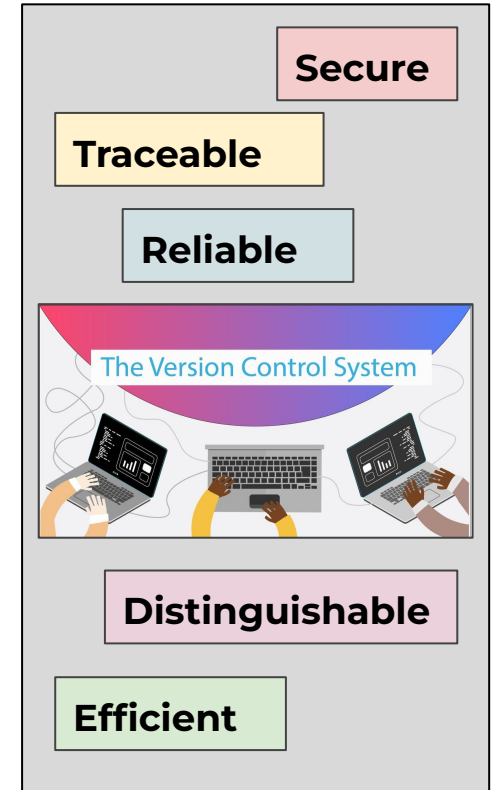 Secure
Traceable
Reliable
The Version Control System
Distinguishable
Efficient